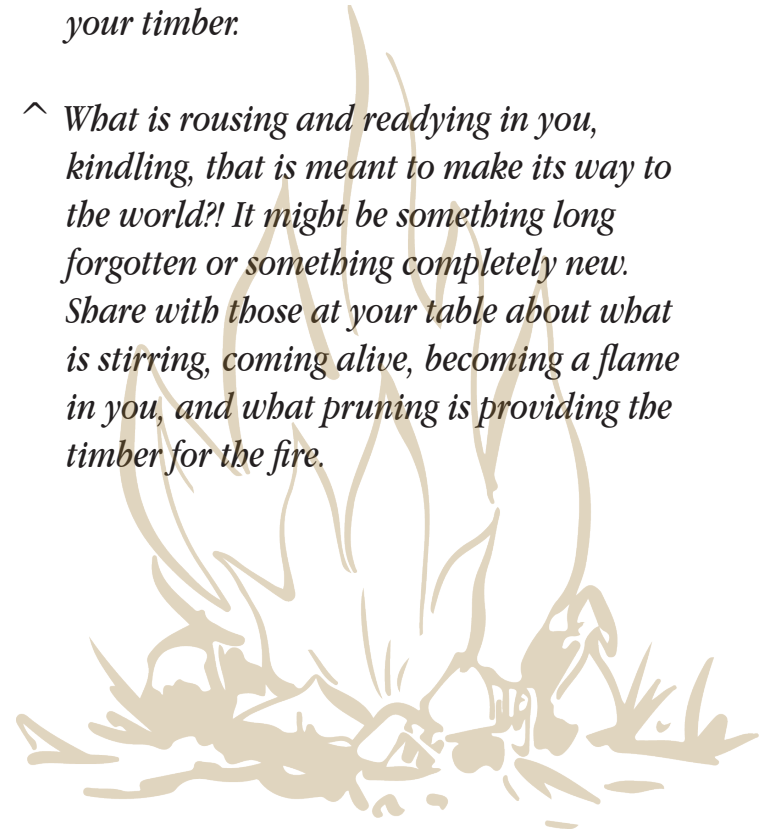 your timber.
^ What is rousing and readying in you,
kindling, that is meant to make its way to
the world?! It might be something long
forgotten or something completely new.
Share with those at your table about what
is stirring, coming alive, becoming a flame
in you, and what pruning is providing the
timber for the fire.